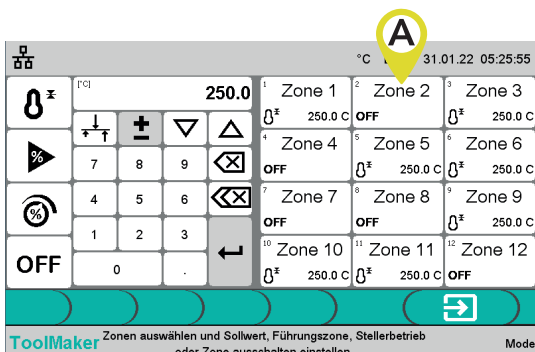 A
°C 31.01.22 05:25:55
[°C] 250.0
7 8 9
4 5 6
1 2 3
0 .
%
%
OFF
1 Zone 1 2 Zone 2 3 Zone 3
250.0 C OFF 250.0 C
4 Zone 4 5 Zone 5 6 Zone 6
OFF 250.0 C 250.0 C
7 Zone 7 8 Zone 8 9 Zone 9
OFF OFF 250.0 C
10 Zone 10 11 Zone 11 12 Zone 12
250.0 C 250.0 C OFF
ToolMaker Zonen auswählen und Sollwert, Führungszone, Stellerbetrieb
oder Zone ausschalten einstellen Mode